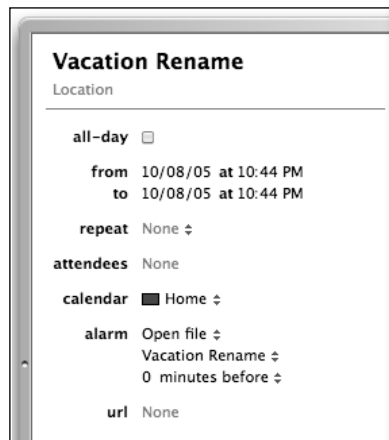 Vacation Rename
Location
all-day
from 10/08/05 at 10:44 PM
to 10/08/05 at 10:44 PM
repeat None
attendees None
calendar Home
alarm Open file
Vacation Rename
0 minutes before
url None